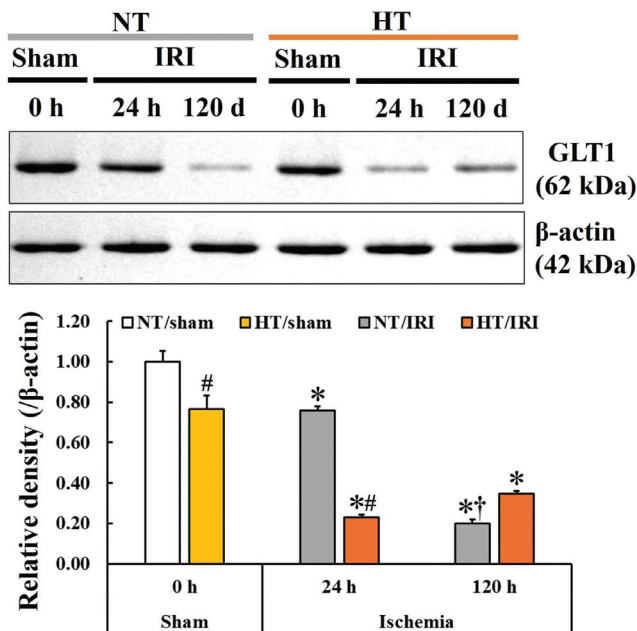 NT HT
Sham IRI Sham IRI
0 h 24 h 120 d 0 h 24 h 120 d
GLT1
(62 kDa)
β-actin
(42 kDa)
Relative density (/β-actin)
1.20
1.00
0.80
0.60
0.40
0.20
0.00
NT/sham HT/sham NT/IRI HT/IRI
#
*
*#
*†
*
0 h 24 h 120 h
Sham Ischemia